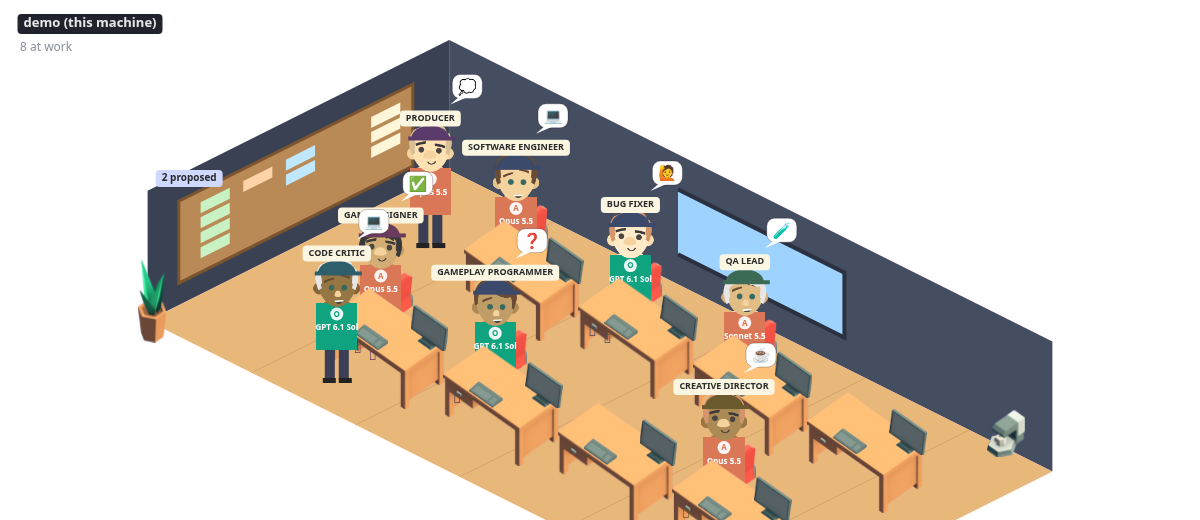 demo (this machine)
8 at work
PRODUCER
SOFTWARE ENGINEER
2 proposed
5.5
A
Opus 5.5
BUG FIXER
CODE CRITIC
A
Opus 5.5
GAMEPLAY PROGRAMMER
O
GPT 6.1 Sol
QA LEAD
O
GPT 6.1 Sol
O
GPT 6.1 Sol
A
Sonnet 5.5
CREATIVE DIRECTOR
A
Opus 5.5